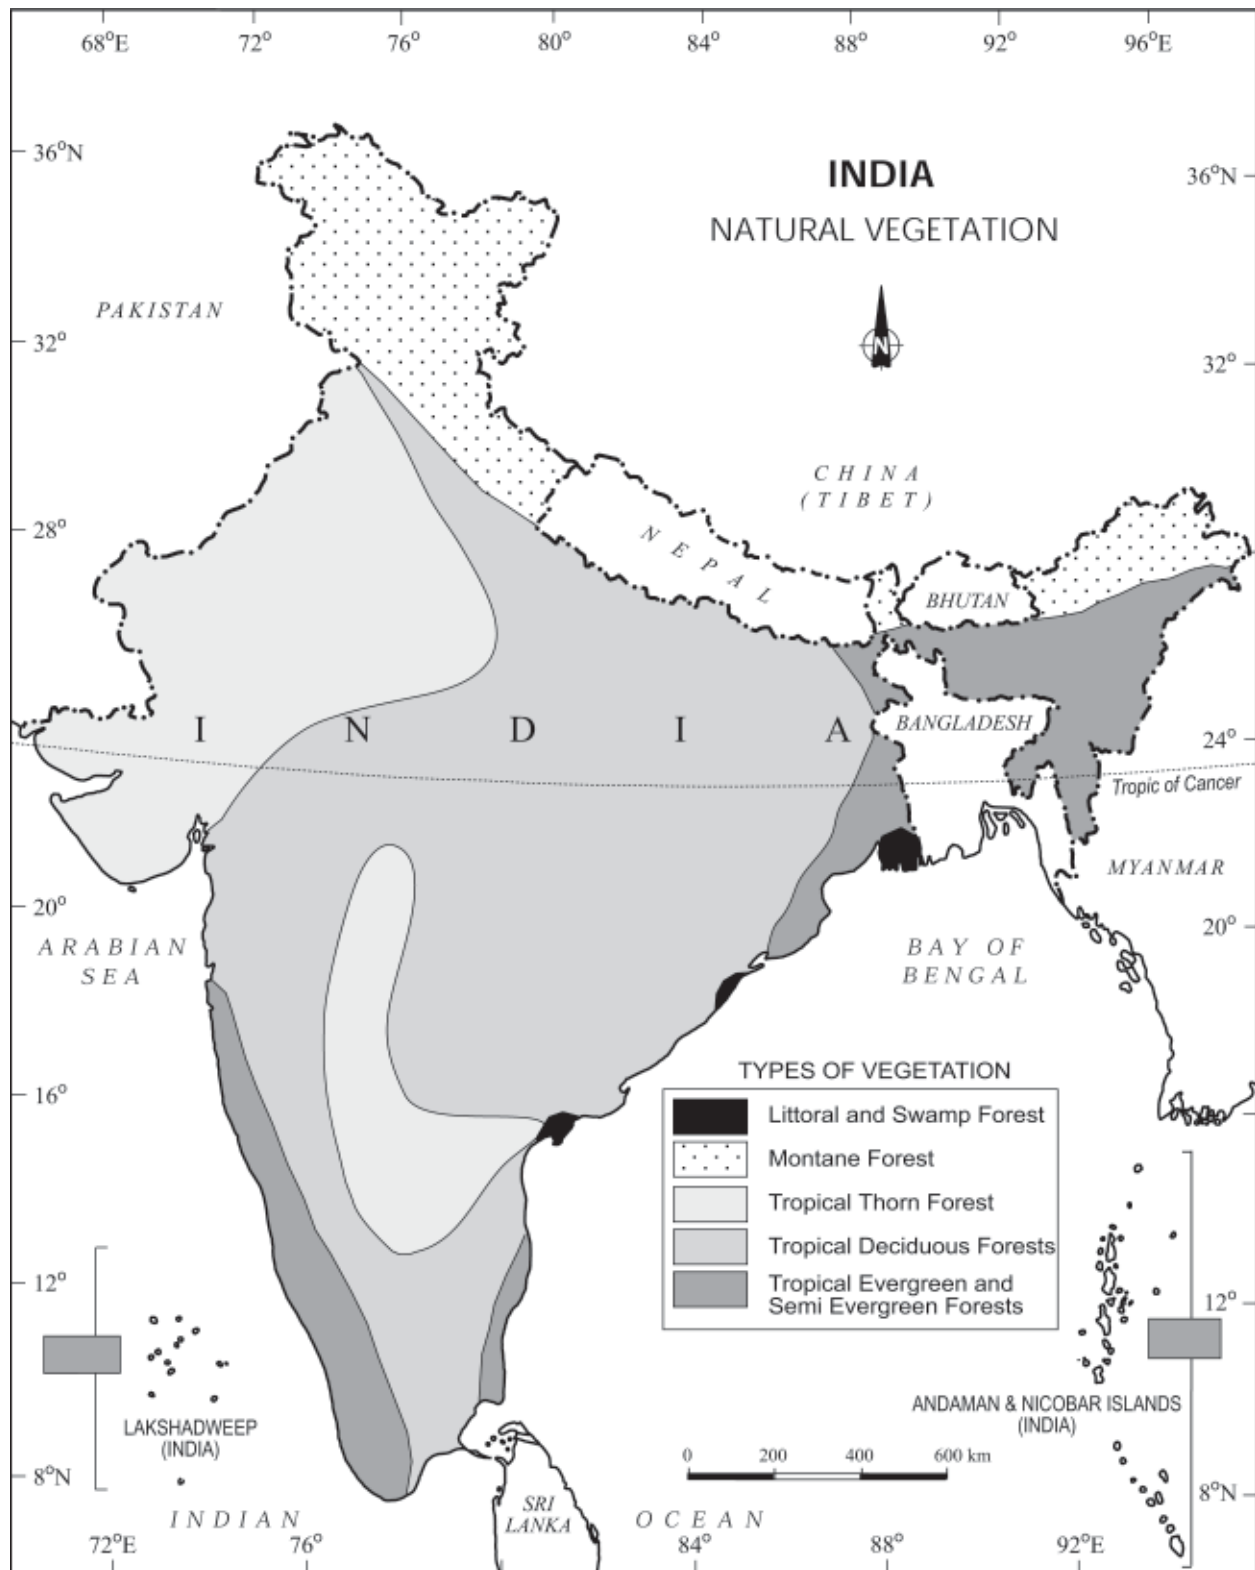 68°E 72° 76° 80° 84° 88° 92° 96°E
36°N
INDIA
36°N
NATURAL VEGETATION
PAKISTAN
N
32°
32°
CHINA
(TIBET)
28°
NEPAL
28°
BHUTAN
I N D I A
BANGLADESH
24°
Tropic of Cancer
MYANMAR
20°
20°
ARABIAN
SEA
BAY OF
BENGAL
TYPES OF VEGETATION
16°
Littoral and Swamp Forest
Montane Forest
Tropical Thorn Forest
Tropical Deciduous Forests
Tropical Evergreen and
Semi Evergreen Forests
12°
12°
LAKSHADWEEP
(INDIA)
ANDAMAN & NICOBAR ISLANDS
(INDIA)
0 200 400 600 km
8°N
8°N
SRI
LANKA
INDIAN OCEAN
72°E 76° 84° 88° 92°E